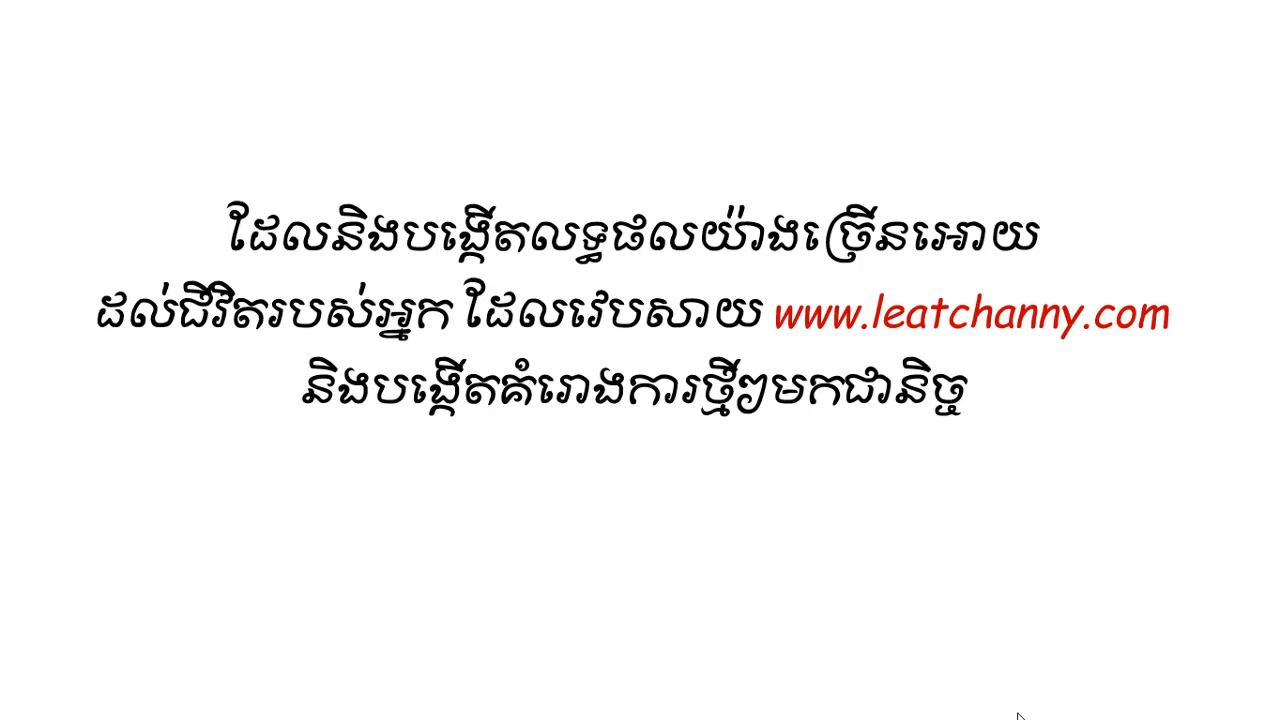 ដែលនិងបង្កើតលទ្ធផលយ៉ាងច្រើនអោយ
ដល់ជីវិតរបស់អ្នក ដែលវេបសាយ www.leatchanny.com
និងបង្កើតគំរោងការថ្មីៗមកជានិច្ច